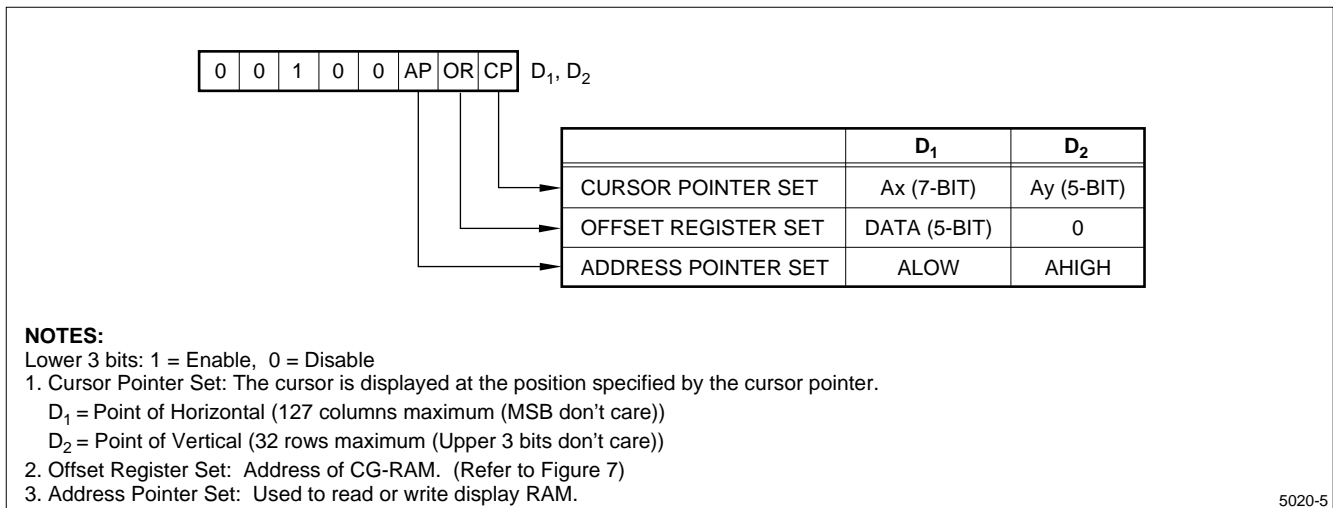 0 0 1 0 0 AP OR CP D₁, D₂
D₁ D₂
CURSOR POINTER SET Ax (7-BIT) Ay (5-BIT)
OFFSET REGISTER SET DATA (5-BIT) 0
ADDRESS POINTER SET ALOW AHIGH
NOTES:
Lower 3 bits: 1 = Enable, 0 = Disable
1. Cursor Pointer Set: The cursor is displayed at the position specified by the cursor pointer.
D₁ = Point of Horizontal (127 columns maximum (MSB don't care))
D₂ = Point of Vertical (32 rows maximum (Upper 3 bits don't care))
2. Offset Register Set: Address of CG-RAM. (Refer to Figure 7)
3. Address Pointer Set: Used to read or write display RAM.
5020-5